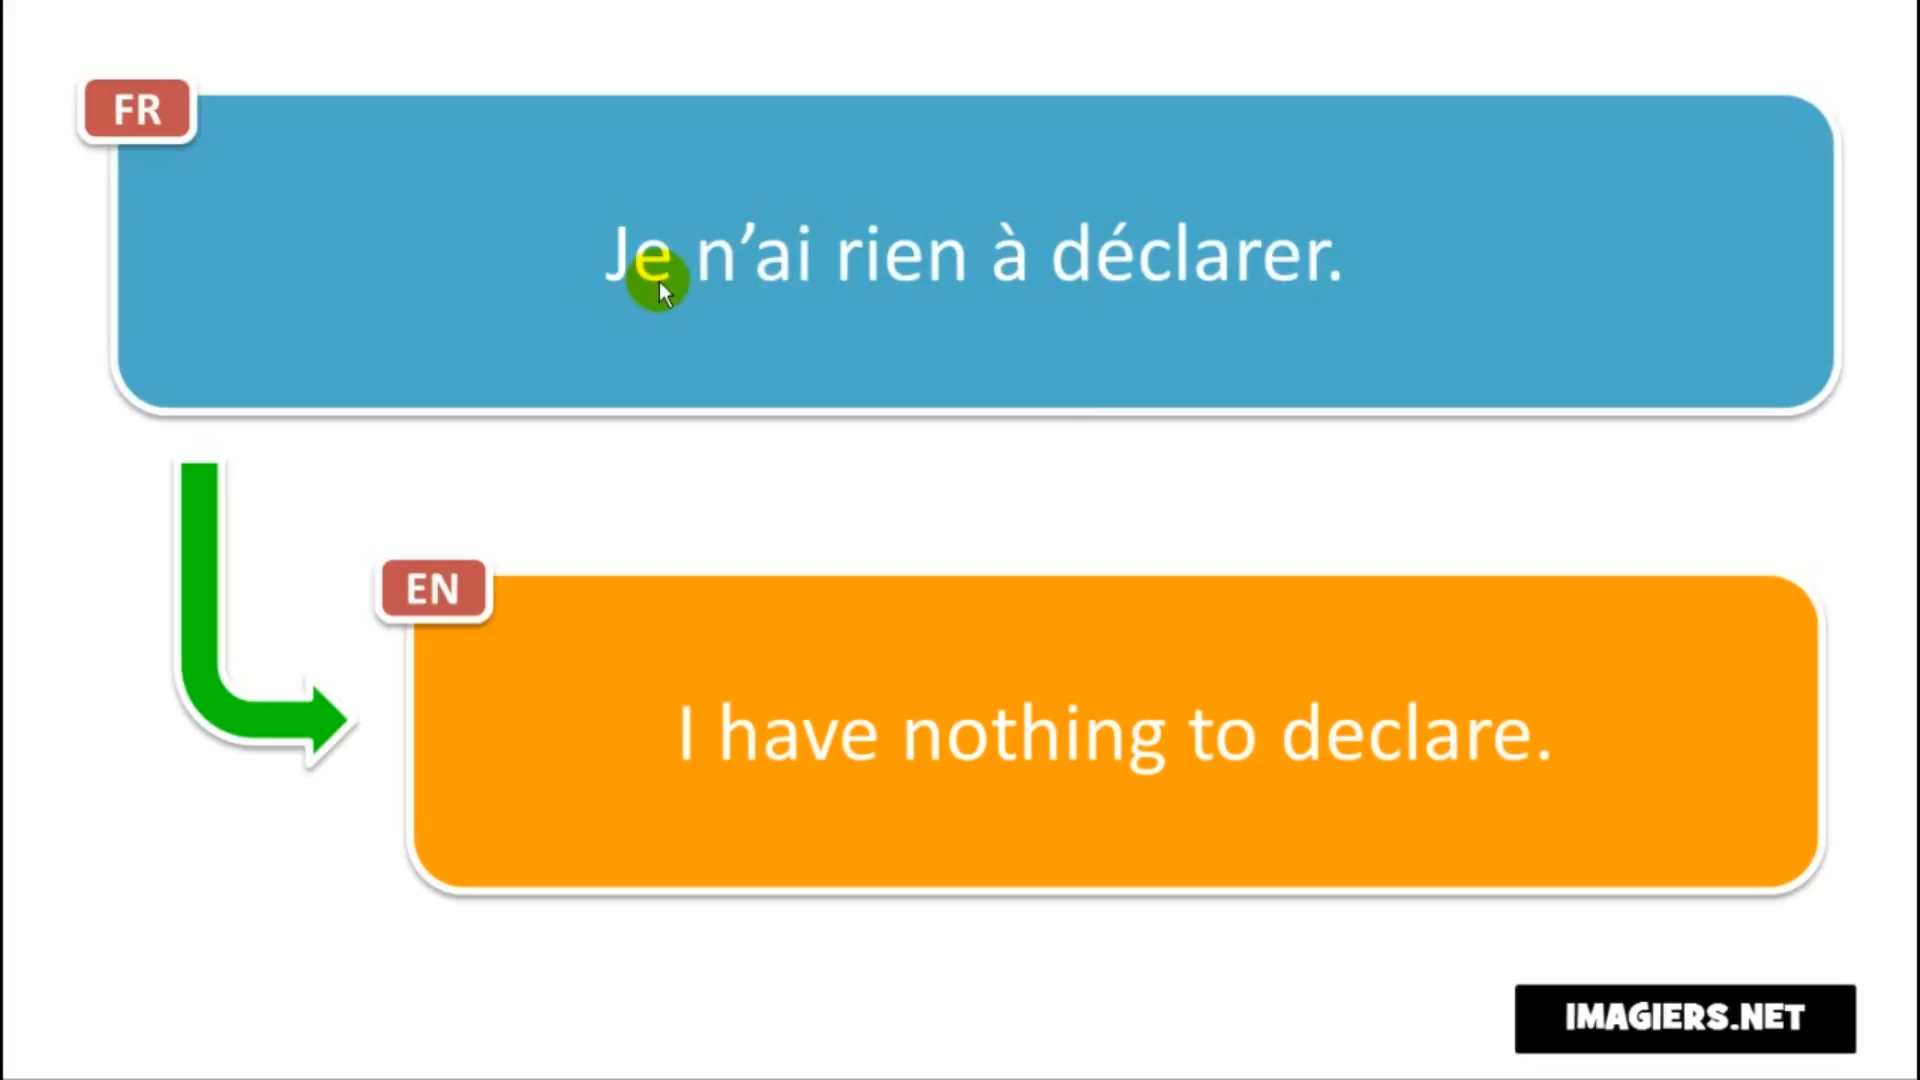 FR
Je n’ai rien à déclarer.
EN
I have nothing to declare.
IMAGIERS.NET